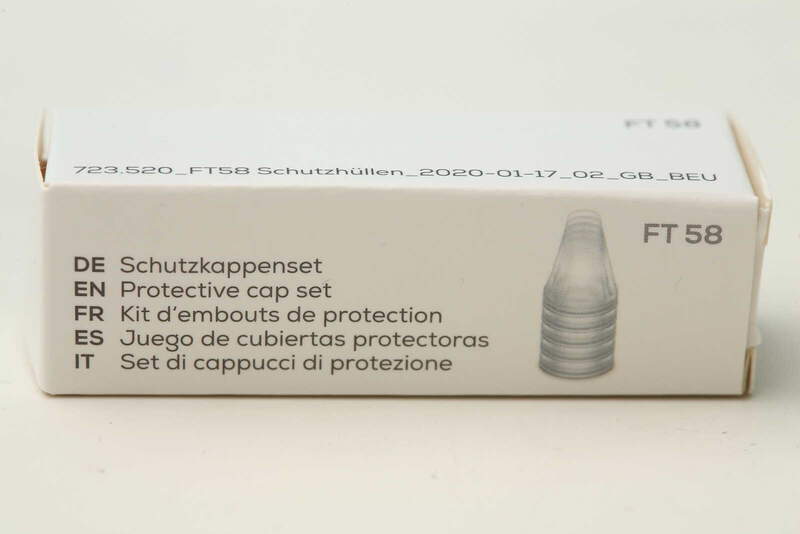 FT 58
723.520_FT58 Schutzhüllen_2020-01-17_02_GB_BEU
FT 58
DE Schutzkappenset
EN Protective cap set
FR Kit d'embouts de protection
ES Juego de cubiertas protectoras
IT Set di cappucci di protezione